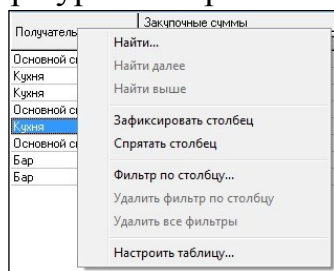 Закупочные суммы
Получатель
Найти...
Основной с
Найти далее
Кухня
Найти выше
Кухня
Основной с
Зафиксировать столбец
Кухня
Спрятать столбец
Основной с
Бар
Фильтр по столбцу...
Бар
Удалить фильтр по столбцу
Удалить все фильтры
Настроить таблицу...